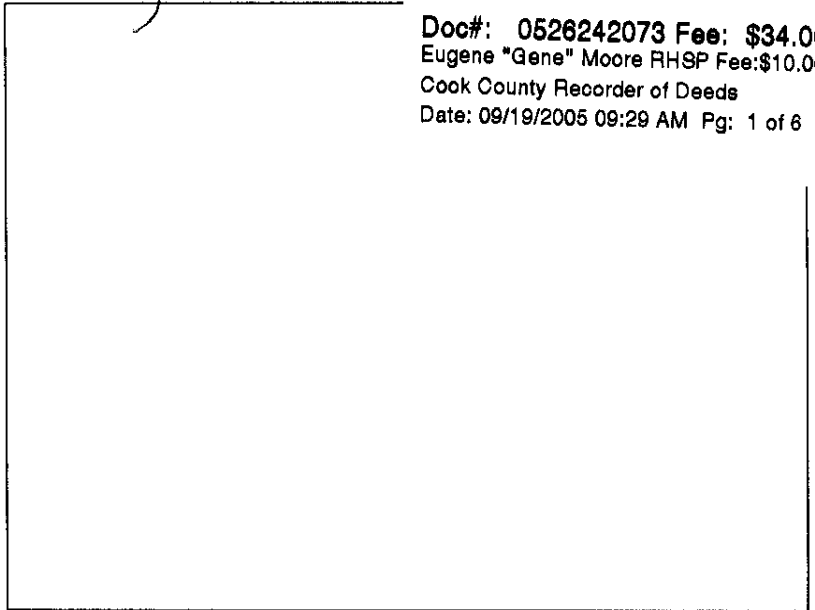 Doc#: 0526242073 Fee: $34.0
Eugene "Gene" Moore RHSP Fee:$10.0
Cook County Recorder of Deeds
Date: 09/19/2005 09:29 AM Pg: 1 of 6